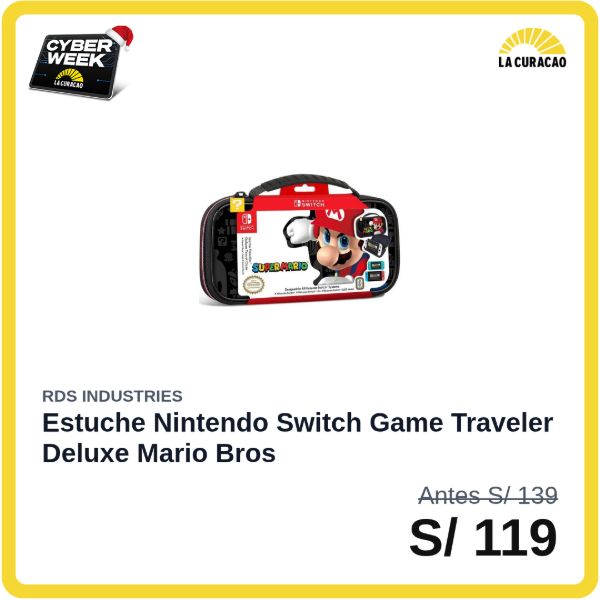 CYBER
WEEK
LA CURACAO
LA CURACAO
NINTENDO
SWITCH
SUPER MARIO
RDS INDUSTRIES
Estuche Nintendo Switch Game Traveler
Deluxe Mario Bros
Antes S/ 139
S/ 119